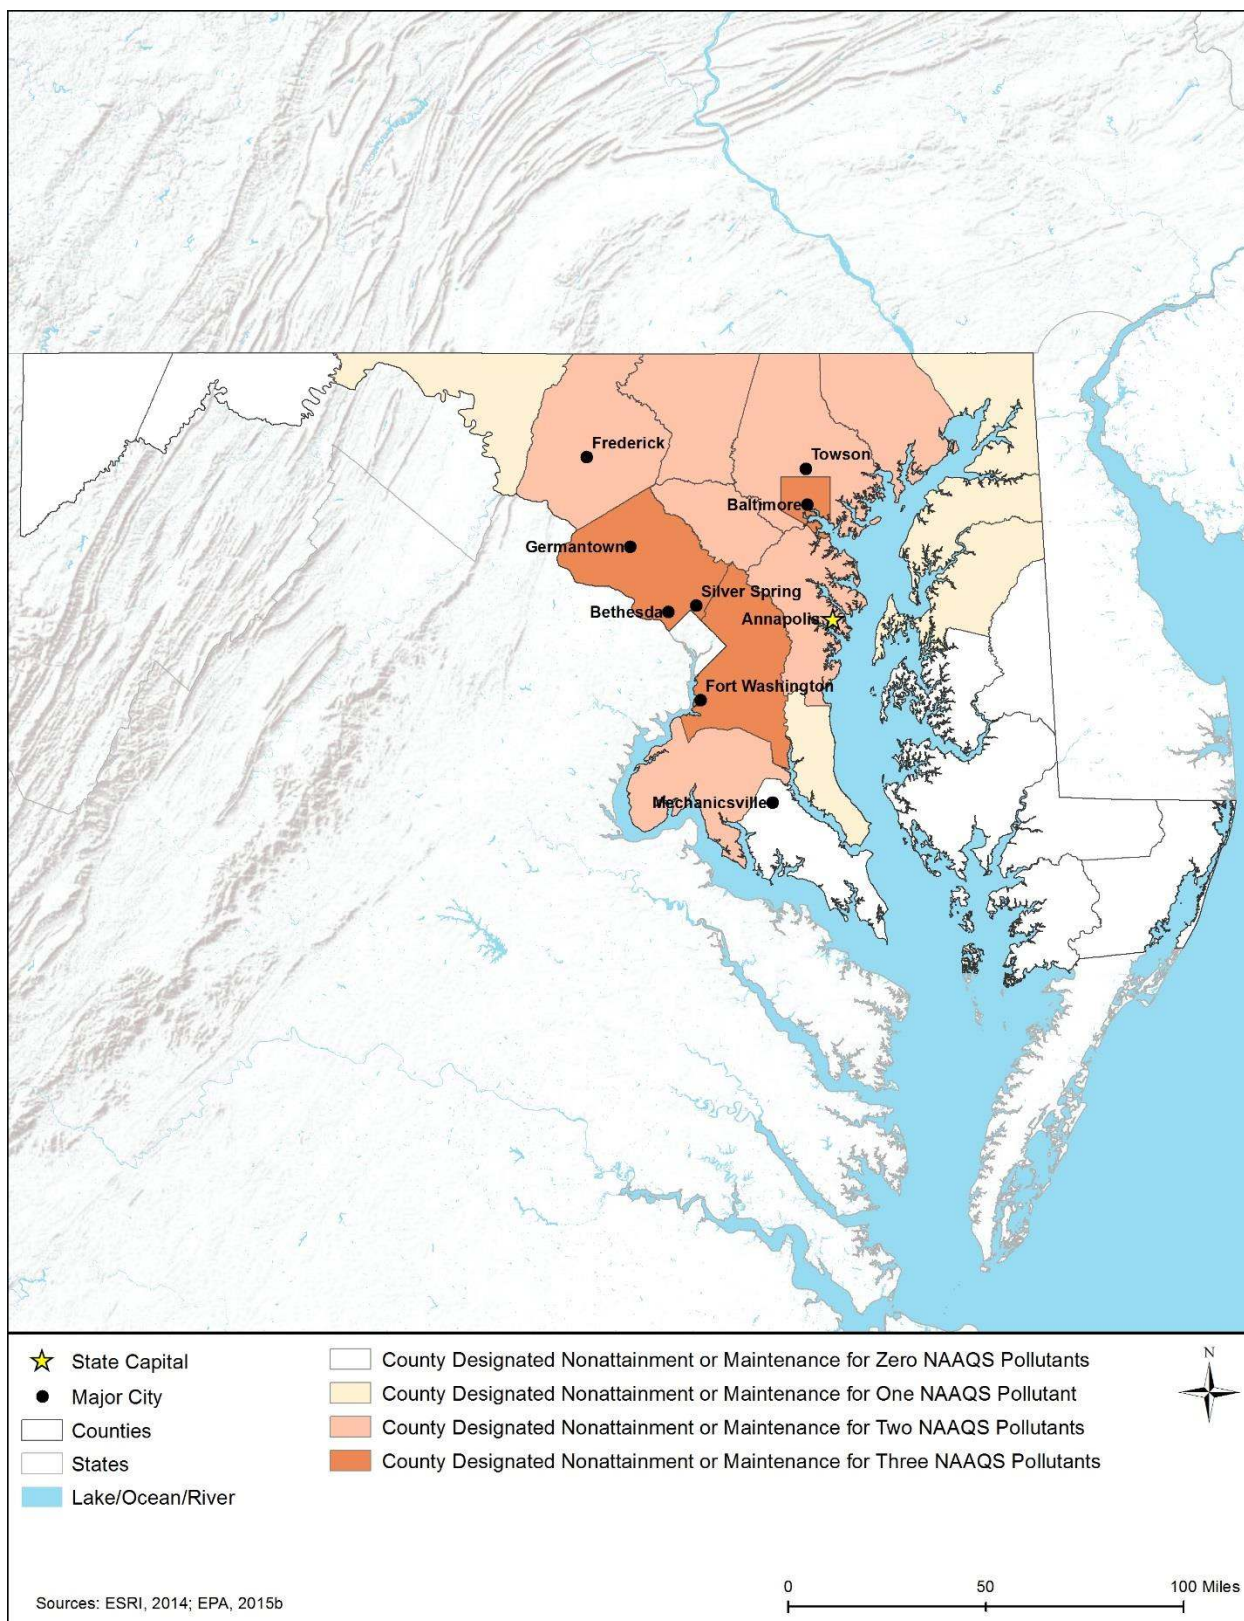 Frederick
Towson
Baltimore
Germantown
Silver Spring
Bethesda
Annapolis
Fort Washington
Mechanicsville
State Capital
Major City
Counties
States
Lake/Ocean/River
County Designated Nonattainment or Maintenance for Zero NAAQS Pollutants
County Designated Nonattainment or Maintenance for One NAAQS Pollutant
County Designated Nonattainment or Maintenance for Two NAAQS Pollutants
County Designated Nonattainment or Maintenance for Three NAAQS Pollutants
N
Sources: ESRI, 2014; EPA, 2015b
0 50 100 Miles